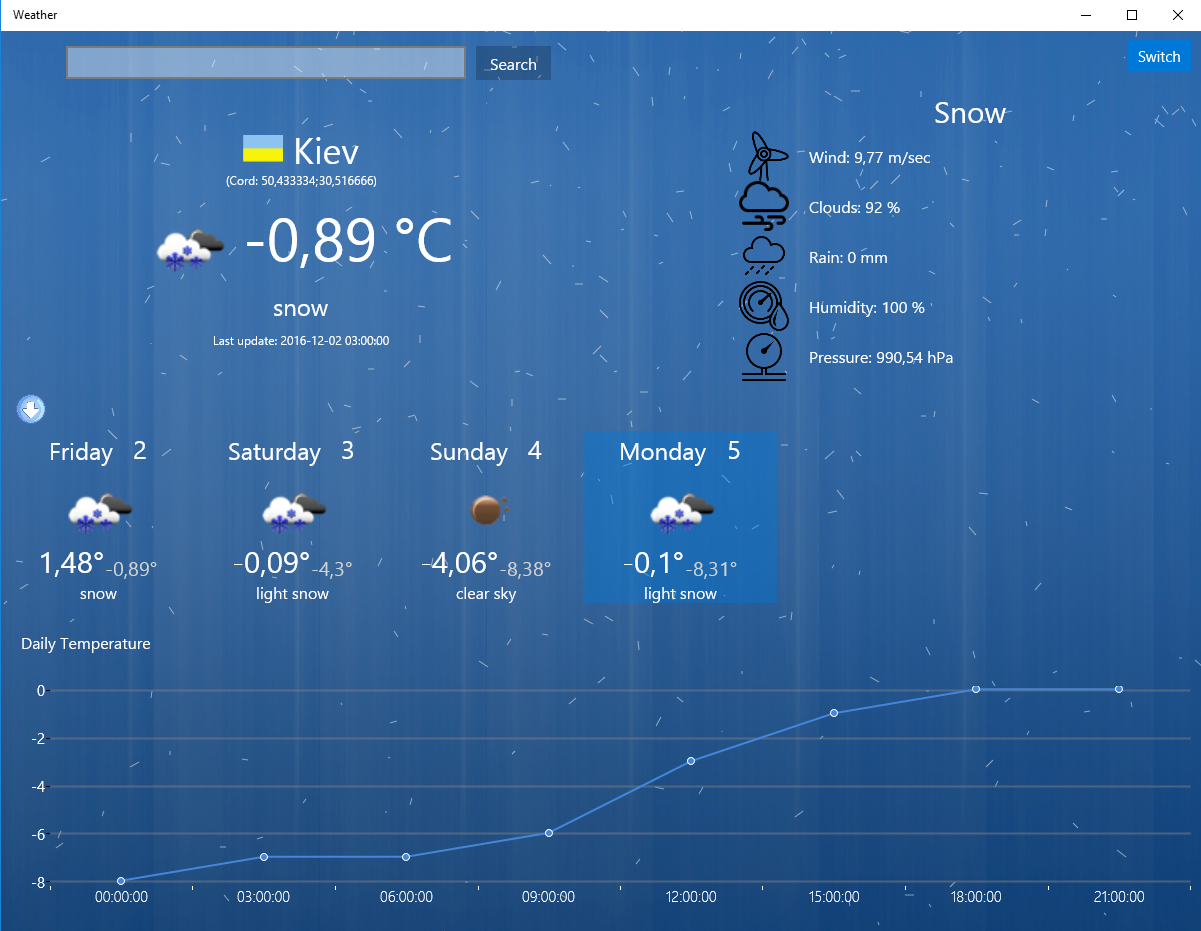 Weather
Search
Switch
Kiev
(Cord: 50,433334;30,516666)
-0,89 °C
snow
Last update: 2016-12-02 03:00:00
Snow
Wind: 9,77 m/sec
Clouds: 92 %
Rain: 0 mm
Humidity: 100 %
Pressure: 990,54 hPa
Friday 2
1,48° -0,89°
snow
Saturday 3
-0,09° -4,3°
light snow
Sunday 4
-4,06° -8,38°
clear sky
Monday 5
-0,1° -8,31°
light snow
Daily Temperature
0
-2
-4
-6
-8
00:00:00 03:00:00 06:00:00 09:00:00 12:00:00 15:00:00 18:00:00 21:00:00